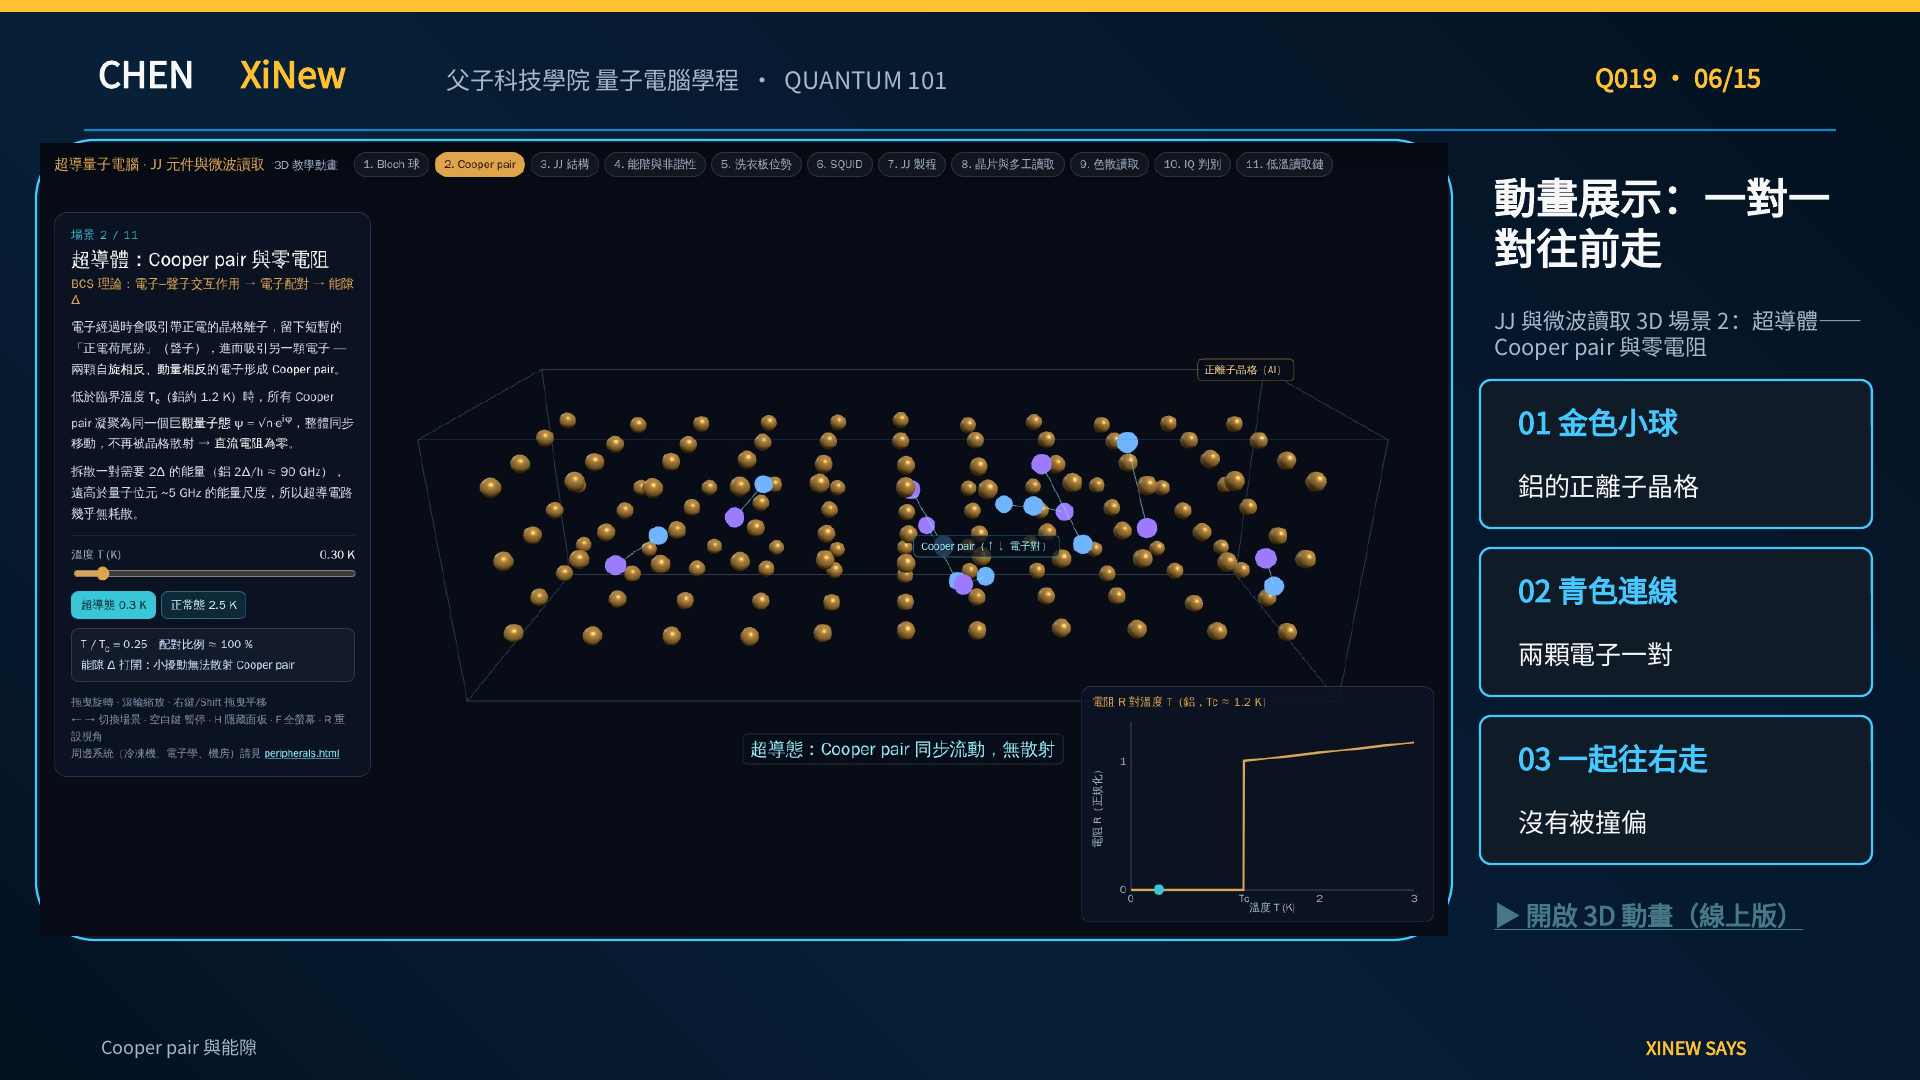 CHEN XiNew 父子科技學院 量子電腦學程 • QUANTUM 101 Q019 • 06/15
超導量子電腦 · JJ 元件與微波讀取 3D 教學動畫 1. Bloch 球 2. Cooper pair 3. JJ 結構 4. 能階與非諧性 5. 洗衣板位勢 6. SQUID 7. JJ 製程 8. 晶片與多工讀取 9. 色散讀取 10. IQ 判別 11. 低溫讀取鏈
場景 2 / 11
超導體：Cooper pair 與零電阻
BCS 理論：電子–聲子交互作用 → 電子配對 → 能隙
Δ
電子經過時會吸引帶正電的晶格離子，留下短暫的
「正電荷尾跡」（聲子），進而吸引另一顆電子 —
兩顆自旋相反、動量相反的電子形成 Cooper pair。
低於臨界溫度 Tc（鋁約 1.2 K）時，所有 Cooper
pair 凝聚為同一個巨觀量子態 ψ = √n·e^iφ，整體同步
移動，不再被晶格散射 → 直流電阻為零。
拆散一對需要 2Δ 的能量（鋁 2Δ/h ≈ 90 GHz），
遠高於量子位元 ~5 GHz 的能量尺度，所以超導電路
幾乎無耗散。
溫度 T (K) 0.30 K
超導態 0.3 K 正常態 2.5 K
T / Tc = 0.25 配對比例 ≈ 100 %
能隙 Δ 打開：小擾動無法散射 Cooper pair
拖曳旋轉 · 滾輪縮放 · 右鍵/Shift 拖曳平移
← → 切換場景 · 空白鍵 暫停 · H 隱藏面板 · F 全螢幕 · R 重
設視角
周邊系統（冷凍機、電子學、機房）請見 peripherals.html
正離子晶格（Al）
Cooper pair（↑↓ 電子對）
超導態：Cooper pair 同步流動，無散射
電阻 R 對溫度 T（鋁，Tc ≈ 1.2 K）
電阻 R（正規化）
1
0
0 Tc 2 3
溫度 T (K)
動畫展示：一對一
對往前走
JJ 與微波讀取 3D 場景 2：超導體——
Cooper pair 與零電阻
01 金色小球
鋁的正離子晶格
02 青色連線
兩顆電子一對
03 一起往右走
沒有被撞偏
▶ 開啟 3D 動畫（線上版）
Cooper pair 與能隙
XINEW SAYS